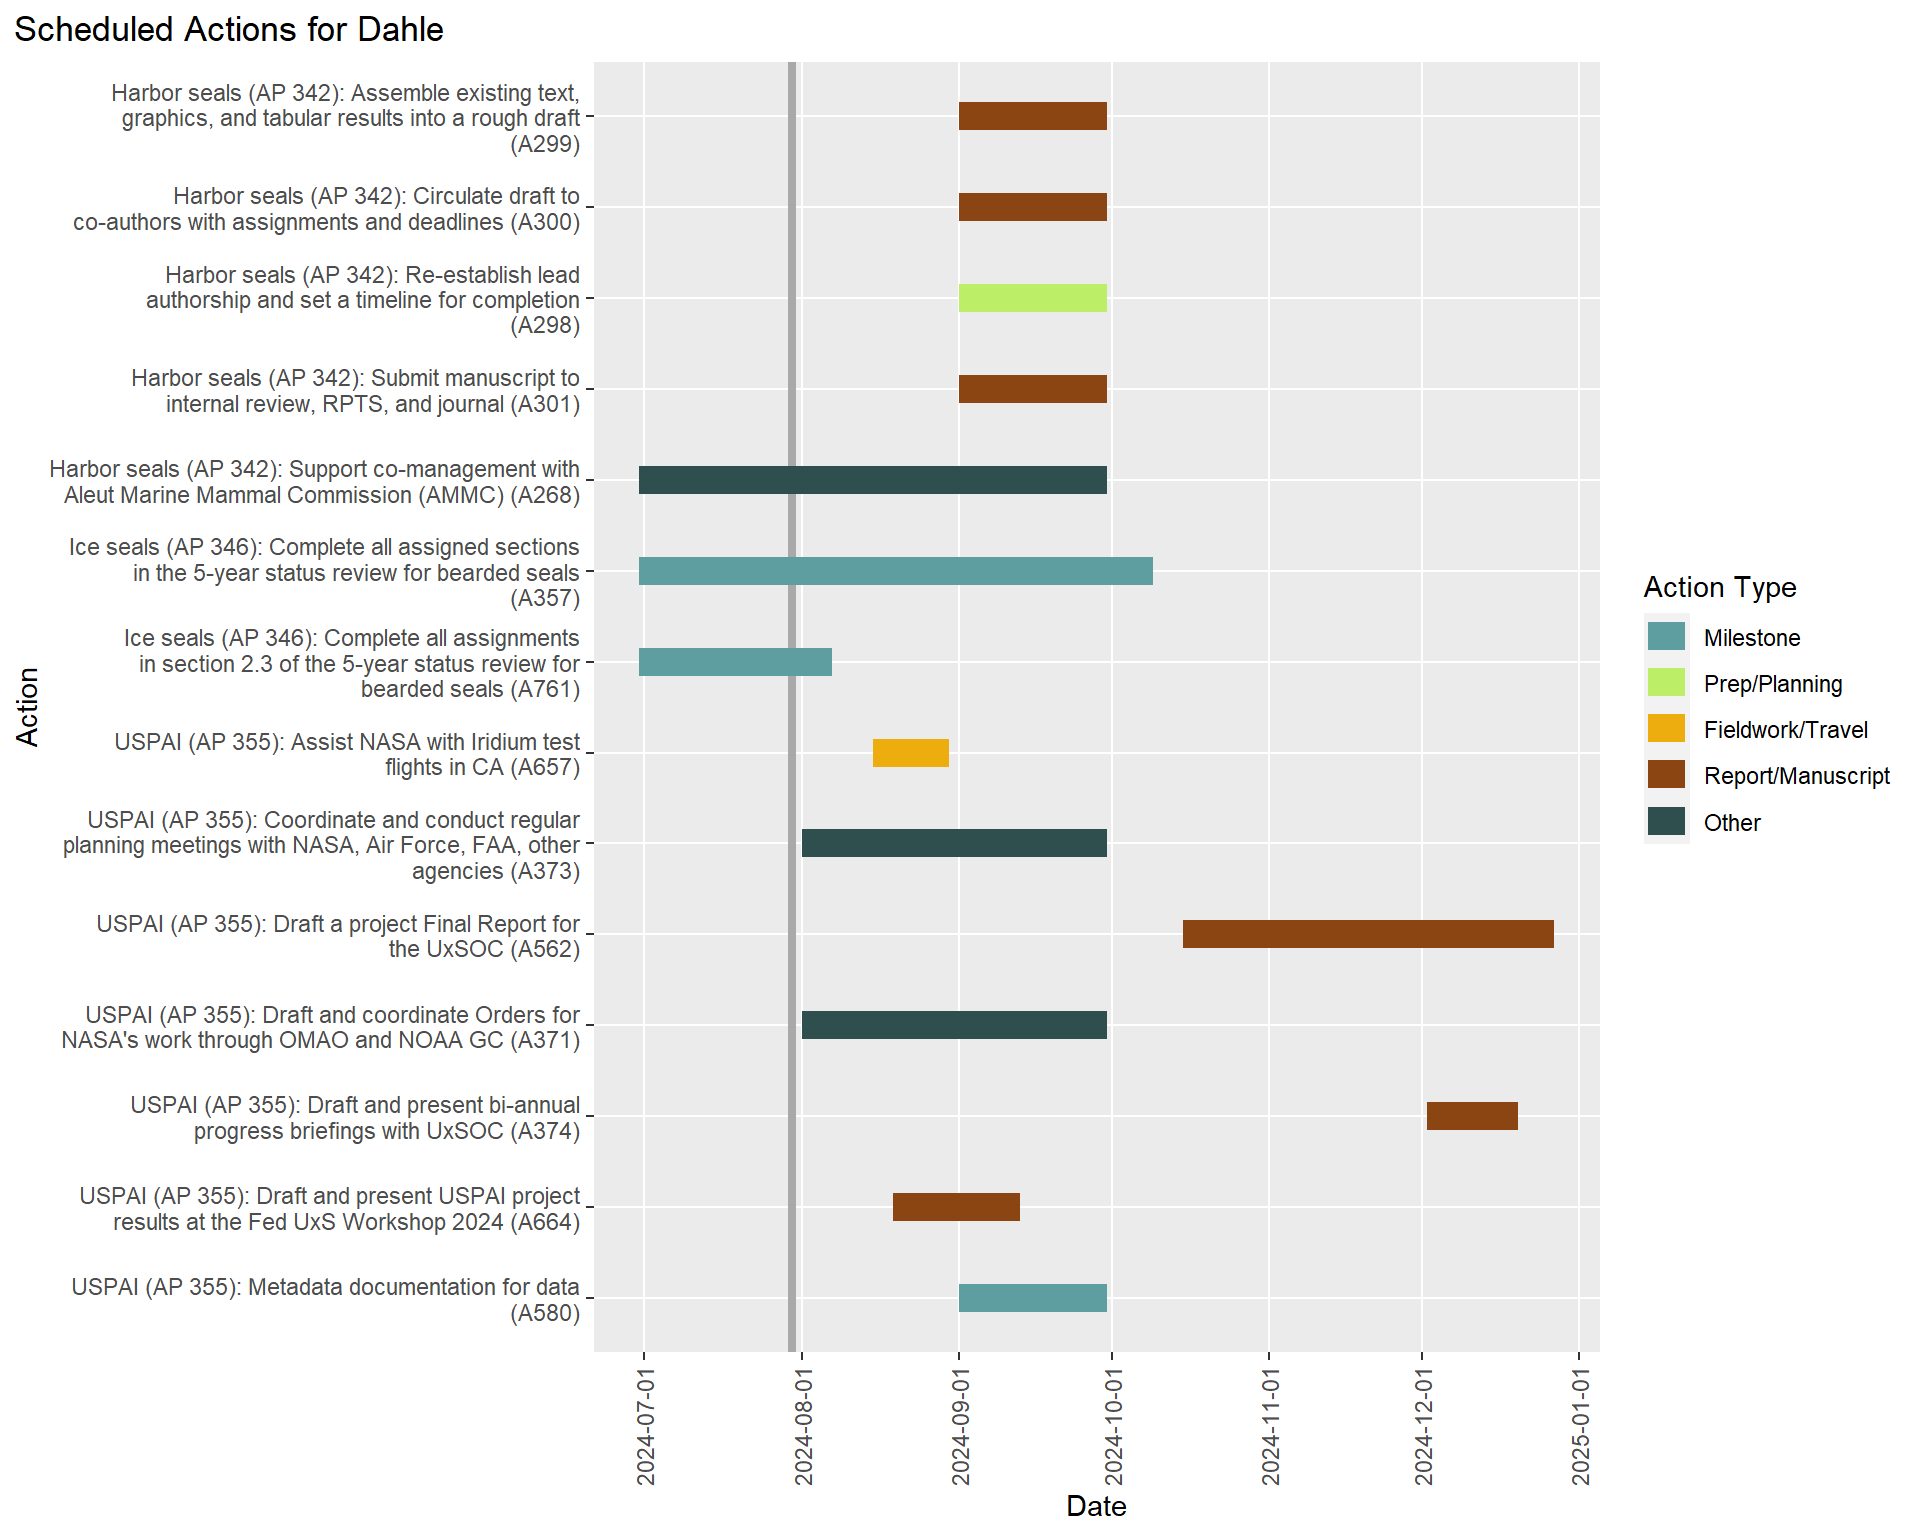 Scheduled Actions for Dahle
Harbor seals (AP 342): Assemble existing text,
graphics, and tabular results into a rough draft
(A299)
Harbor seals (AP 342): Circulate draft to
co-authors with assignments and deadlines (A300)
Harbor seals (AP 342): Re-establish lead
authorship and set a timeline for completion
(A298)
Harbor seals (AP 342): Submit manuscript to
internal review, RPTS, and journal (A301)
Harbor seals (AP 342): Support co-management with
Aleut Marine Mammal Commission (AMMC) (A268)
Ice seals (AP 346): Complete all assigned sections
in the 5-year status review for bearded seals
(A357)
Ice seals (AP 346): Complete all assignments
in section 2.3 of the 5-year status review for
bearded seals (A761)
USPAI (AP 355): Assist NASA with Iridium test
flights in CA (A657)
USPAI (AP 355): Coordinate and conduct regular
planning meetings with NASA, Air Force, FAA, other
agencies (A373)
USPAI (AP 355): Draft a project Final Report for
the UxSOC (A562)
USPAI (AP 355): Draft and coordinate Orders for
NASA's work through OMAO and NOAA GC (A371)
USPAI (AP 355): Draft and present bi-annual
progress briefings with UxSOC (A374)
USPAI (AP 355): Draft and present USPAI project
results at the Fed UxS Workshop 2024 (A664)
USPAI (AP 355): Metadata documentation for data
(A580)
Action
2024-07-01
2024-08-01
2024-09-01
2024-10-01
2024-11-01
2024-12-01
2025-01-01
Date
Action Type
Milestone
Prep/Planning
Fieldwork/Travel
Report/Manuscript
Other